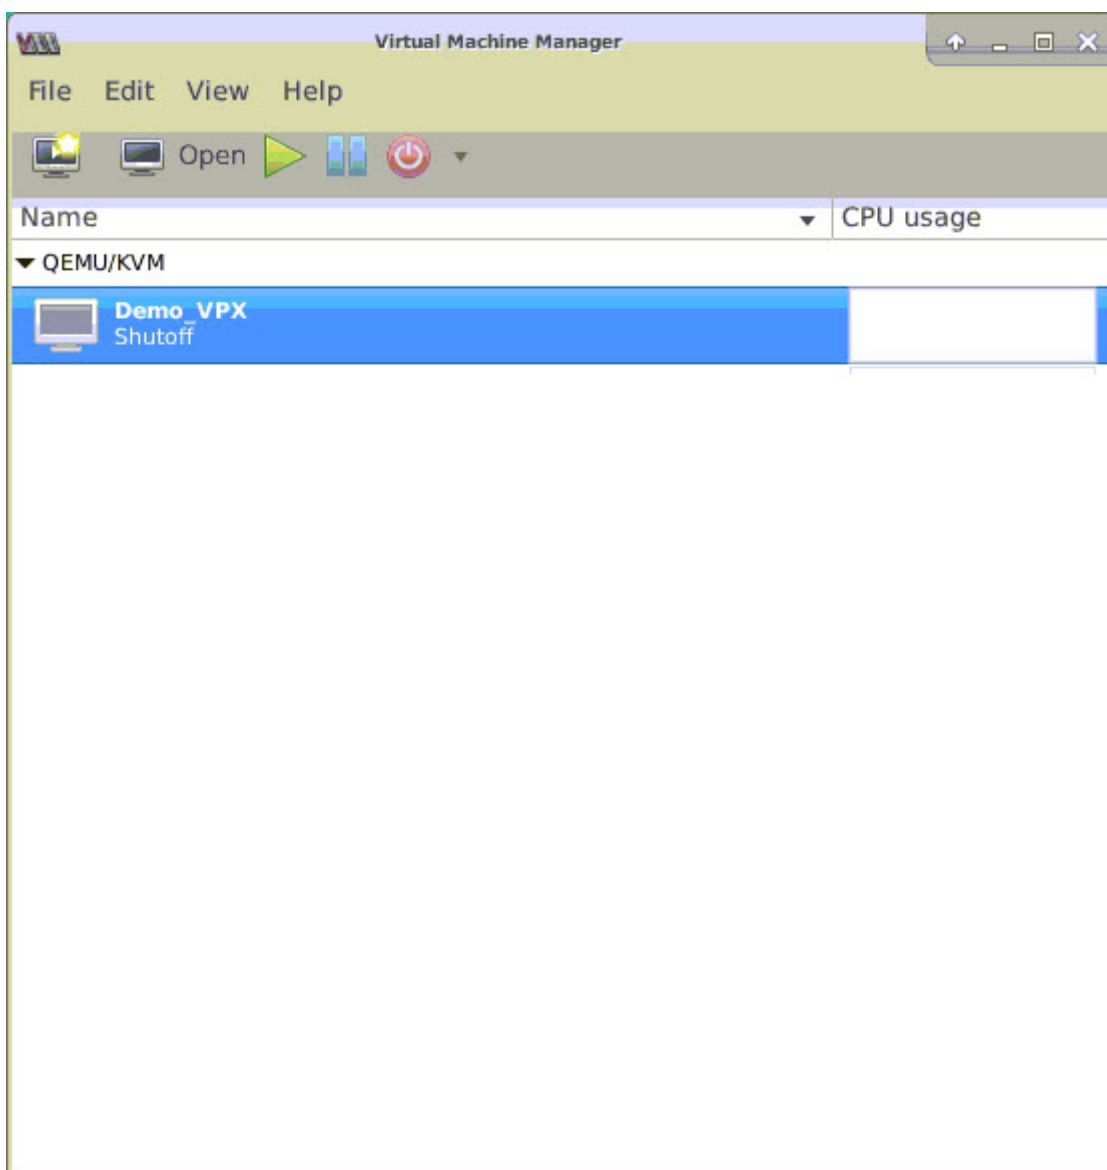 Virtual Machine Manager
File Edit View Help
Open
Name CPU usage
QEMU/KVM
Demo_VPX
Shutoff